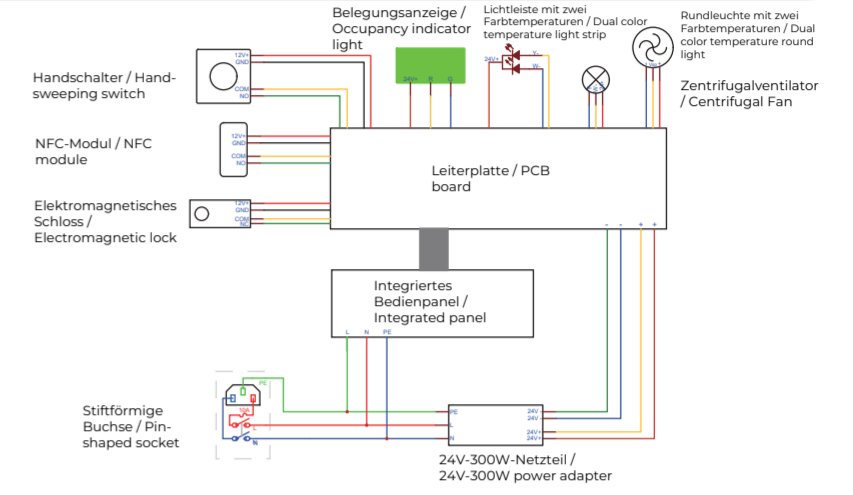 Belegungsanzeige /
Occupancy indicator
light
Lichtleiste mit zwei
Farbtemperaturen / Dual color
temperature light strip
Rundleuchte mit zwei
Farbtemperaturen / Dual
color temperature round
light
Zentrifugalventilator
/ Centrifugal Fan
Handschalter / Hand-
sweeping switch
12V+
GND
COM
NO
24V+ R G
24V+
Y-
W-
NFC-Modul / NFC
module
12V+
GND
COM
NO
Leiterplatte / PCB
board
Elektromagnetisches
Schloss /
Electromagnetic lock
12V+
GND
COM
NC
- - + +
Integriertes
Bedienpanel /
Integrated panel
L N PE
Stiftförmige
Buchse / Pin-
shaped socket
PE
10A
L
N
PE
L
N
24V-
24V-
24V+
24V+
24V-300W-Netzteil /
24V-300W power adapter